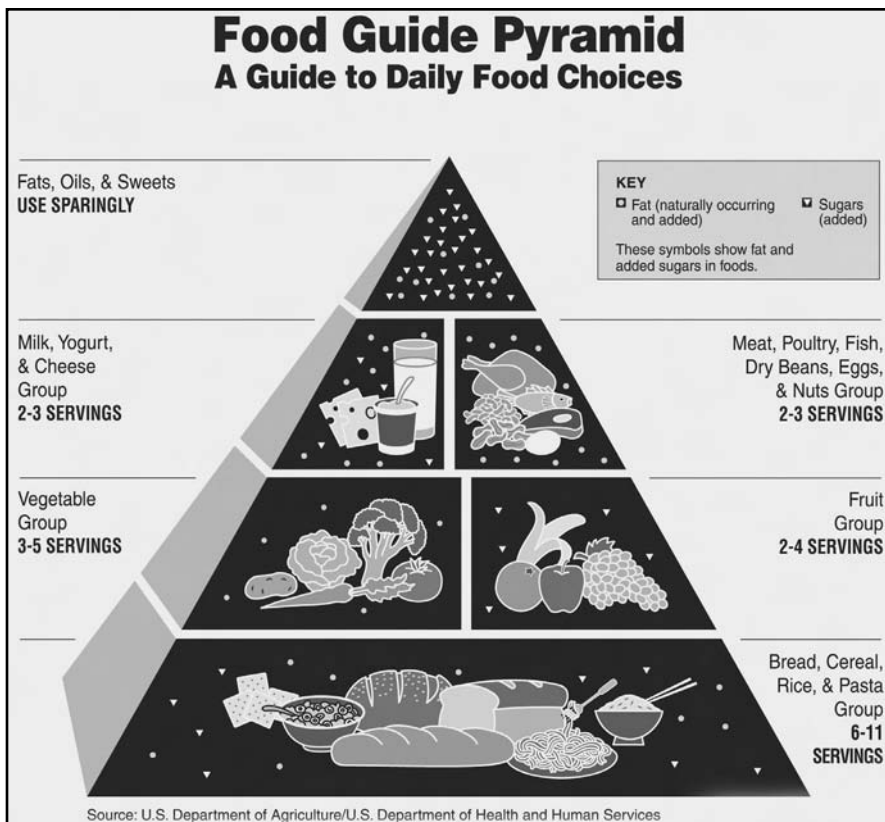 Food Guide Pyramid
A Guide to Daily Food Choices
Fats, Oils, & Sweets
USE SPARINGLY
KEY
Fat (naturally occurring
and added)
Sugars
(added)
These symbols show fat and
added sugars in foods.
Milk, Yogurt,
& Cheese
Group
2-3 SERVINGS
Meat, Poultry, Fish,
Dry Beans, Eggs,
& Nuts Group
2-3 SERVINGS
Vegetable
Group
3-5 SERVINGS
Fruit
Group
2-4 SERVINGS
Bread, Cereal,
Rice, & Pasta
Group
6-11
SERVINGS
Source: U.S. Department of Agriculture/U.S. Department of Health and Human Services